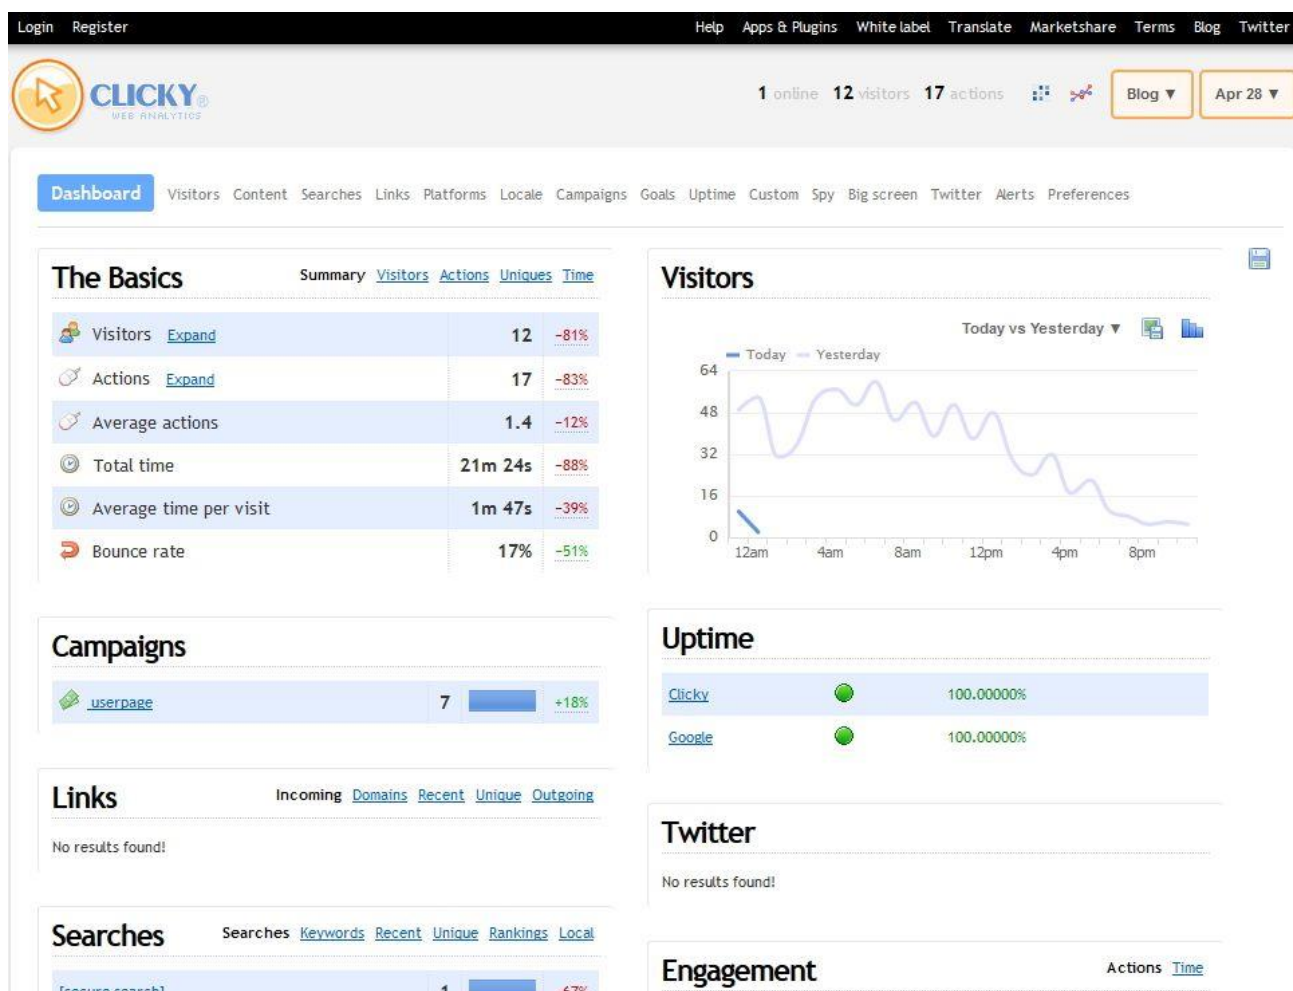 Login Register Help Apps & Plugins White label Translate Marketshare Terms Blog Twitter
CLICKY®
WEB ANALYTICS
1 online 12 visitors 17 actions Blog ▼ Apr 28 ▼
Dashboard Visitors Content Searches Links Platforms Locale Campaigns Goals Uptime Custom Spy Big screen Twitter Alerts Preferences
The Basics Summary Visitors Actions Uniques Time
Visitors Expand 12 -81%
Actions Expand 17 -83%
Average actions 1.4 -12%
Total time 21m 24s -88%
Average time per visit 1m 47s -39%
Bounce rate 17% -51%
Campaigns
userpage 7 +18%
Links Incoming Domains Recent Unique Outgoing
No results found!
Searches Searches Keywords Recent Unique Rankings Local
[secure search] 1 -67%
Visitors
Today vs Yesterday ▼
Today Yesterday
64
48
32
16
0
12am 4am 8am 12pm 4pm 8pm
Uptime
Clicky 100.00000%
Google 100.00000%
Twitter
No results found!
Engagement Actions Time